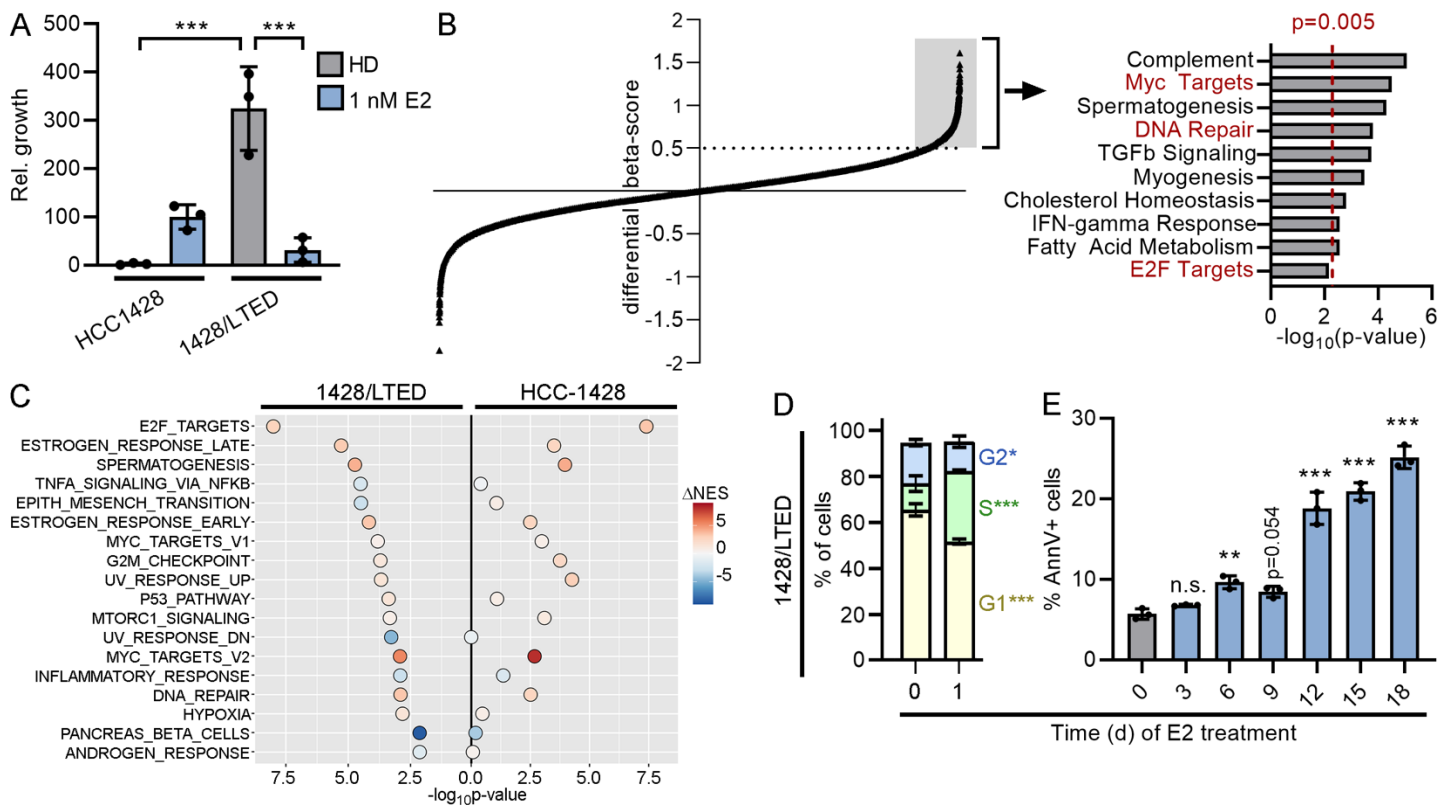 A
500
400
300
200
100
0
Rel. growth
***
***
HD
1 nM E2
HCC1428
1428/LTED
B
differential beta-score
2
1.5
1
0.5
-0.5
-1
-1.5
-2
p=0.005
Complement
Myc Targets
Spermatogenesis
DNA Repair
TGFb Signaling
Myogenesis
Cholesterol Homeostasis
IFN-gamma Response
Fatty Acid Metabolism
E2F Targets
0 2 4 6
-log10(p-value)
C
1428/LTED HCC-1428
E2F_TARGETS
ESTROGEN_RESPONSE_LATE
SPERMATOGENESIS
TNFA_SIGNALING_VIA_NFKB
EPITH_MESENCH_TRANSITION
ESTROGEN_RESPONSE_EARLY
MYC_TARGETS_V1
G2M_CHECKPOINT
UV_RESPONSE_UP
P53_PATHWAY
MTORC1_SIGNALING
UV_RESPONSE_DN
MYC_TARGETS_V2
INFLAMMATORY_RESPONSE
DNA_REPAIR
HYPOXIA
PANCREAS_BETA_CELLS
ANDROGEN_RESPONSE
7.5 5.0 2.5 0.0 2.5 5.0 7.5
-log10p-value
ΔNES
5
0
-5
D
1428/LTED
% of cells
100
80
60
40
20
0
G2*
S***
G1***
0 1
E
% AnnV+ cells
30
20
10
0
n.s.
**
p=0.054
***
***
***
0 3 6 9 12 15 18
Time (d) of E2 treatment